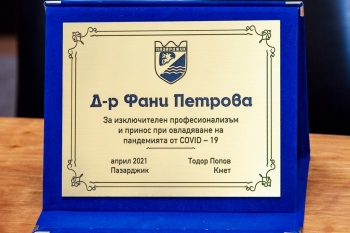 ПАЗАРДЖИК
Д-р Фани Петрова
За изключителен професионализъм
и принос при овладяване на
пандемията от COVID – 19
април 2021
Тодор Попов
Пазарджик
Кмет